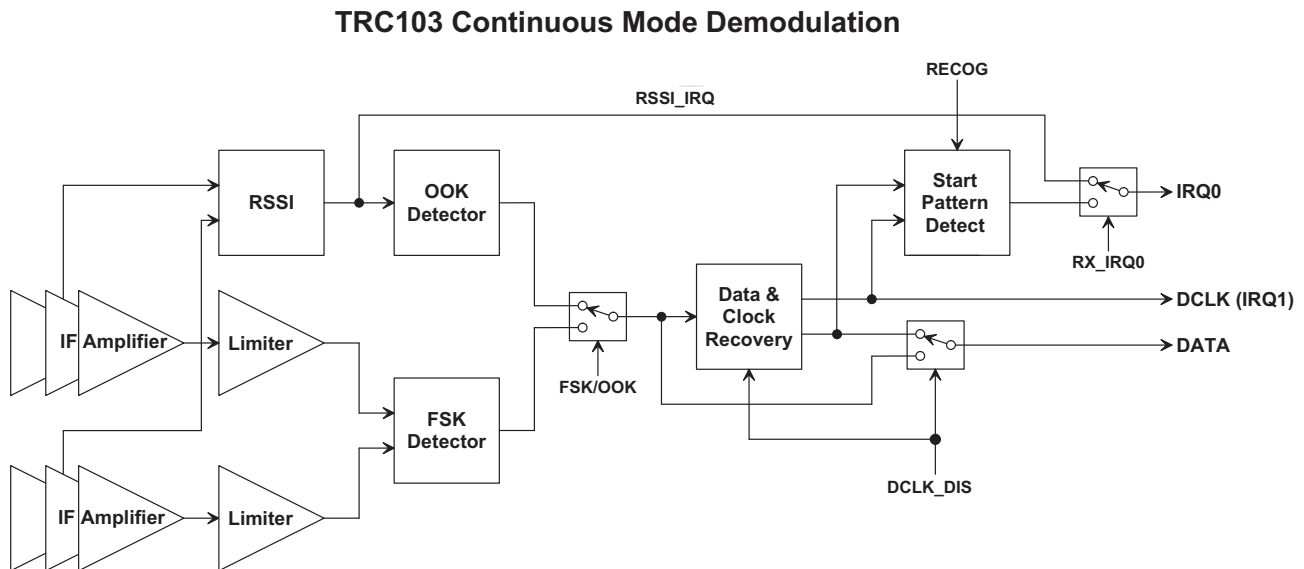 TRC103 Continuous Mode Demodulation
RECOG
RSSI_IRQ
RSSI
OOK
Detector
Start
Pattern
Detect
IRQ0
RX_IRQ0
IF Amplifier
Limiter
Data &
Clock
Recovery
DCLK (IRQ1)
DATA
FSK/OOK
FSK
Detector
DCLK_DIS
IF Amplifier
Limiter